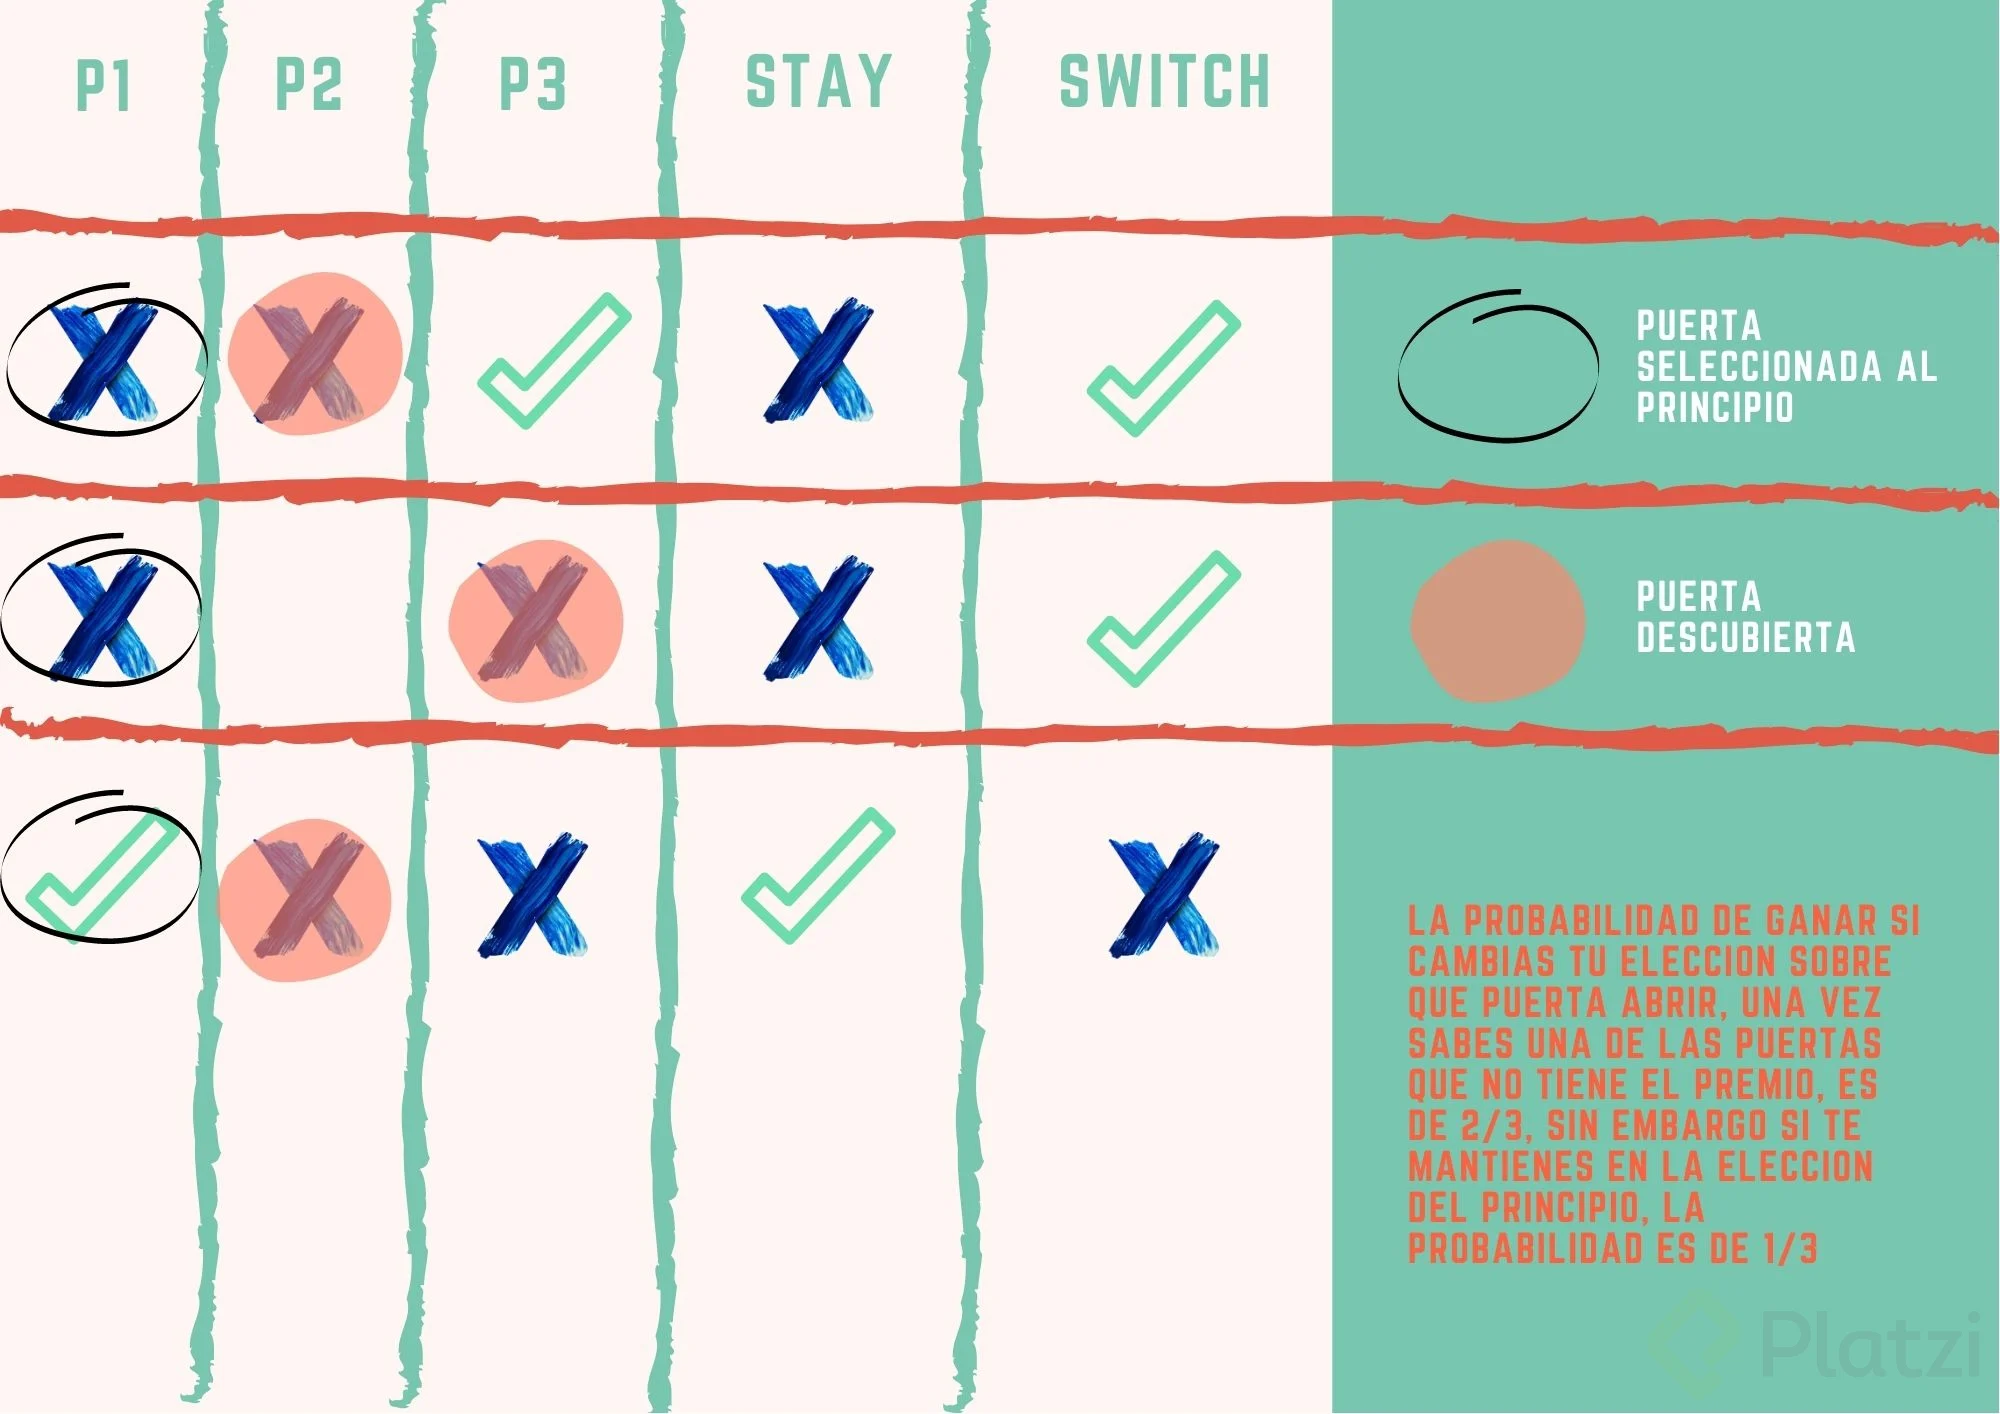 P1 P2 P3 STAY SWITCH
PUERTA
SELECCIONADA AL
PRINCIPIO
PUERTA
DESCUBIERTA
LA PROBABILIDAD DE GANAR SI
CAMBIAS TU ELECCION SOBRE
QUE PUERTA ABRIR, UNA VEZ
SABES UNA DE LAS PUERTAS
QUE NO TIENE EL PREMIO, ES
DE 2/3, SIN EMBARGO SI TE
MANTIENES EN LA ELECCION
DEL PRINCIPIO, LA
PROBABILIDAD ES DE 1/3
Platzi